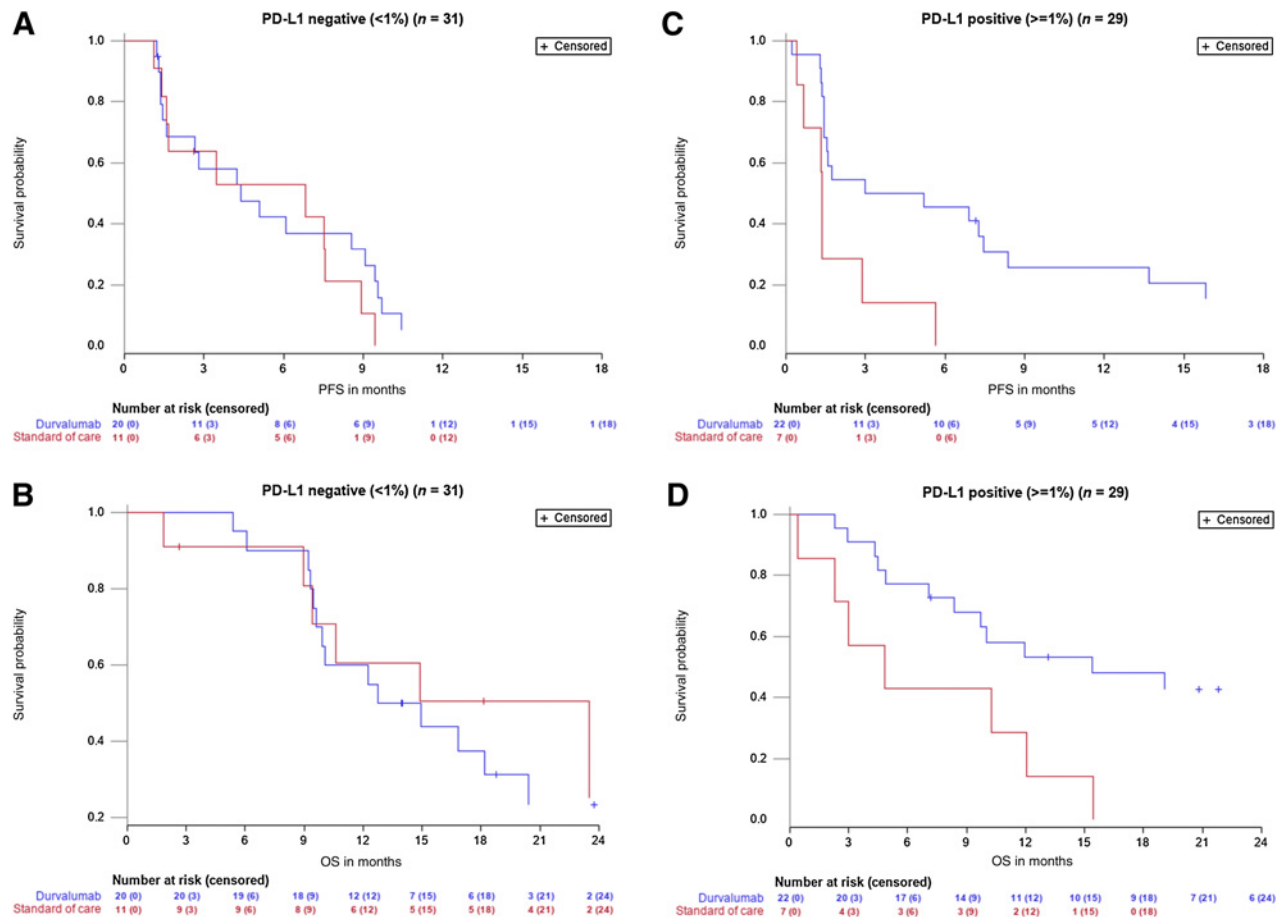 A
PD-L1 negative (<1%) (n = 31)
+ Censored
Survival probability
1.0
0.8
0.6
0.4
0.2
0.0
0 3 6 9 12 15 18
PFS in months
Number at risk (censored)
Durvalumab 20 (0) 11 (3) 8 (6) 6 (9) 1 (12) 1 (15) 1 (18)
Standard of care 11 (0) 6 (3) 5 (6) 1 (9) 0 (12)
C
PD-L1 positive (>=1%) (n = 29)
+ Censored
Survival probability
1.0
0.8
0.6
0.4
0.2
0.0
0 3 6 9 12 15 18
PFS in months
Number at risk (censored)
Durvalumab 22 (0) 11 (3) 10 (6) 5 (9) 5 (12) 4 (15) 3 (18)
Standard of care 7 (0) 1 (3) 0 (6)
B
PD-L1 negative (<1%) (n = 31)
+ Censored
Survival probability
1.0
0.8
0.6
0.4
0.2
0 3 6 9 12 15 18 21 24
OS in months
Number at risk (censored)
Durvalumab 20 (0) 20 (3) 19 (6) 18 (9) 12 (12) 7 (15) 6 (18) 3 (21) 2 (24)
Standard of care 11 (0) 9 (3) 9 (6) 8 (9) 6 (12) 5 (15) 5 (18) 4 (21) 2 (24)
D
PD-L1 positive (>=1%) (n = 29)
+ Censored
Survival probability
1.0
0.8
0.6
0.4
0.2
0.0
0 3 6 9 12 15 18 21 24
OS in months
Number at risk (censored)
Durvalumab 22 (0) 20 (3) 17 (6) 14 (9) 11 (12) 10 (15) 9 (18) 7 (21) 6 (24)
Standard of care 7 (0) 4 (3) 3 (6) 3 (9) 2 (12) 1 (15) 0 (18)